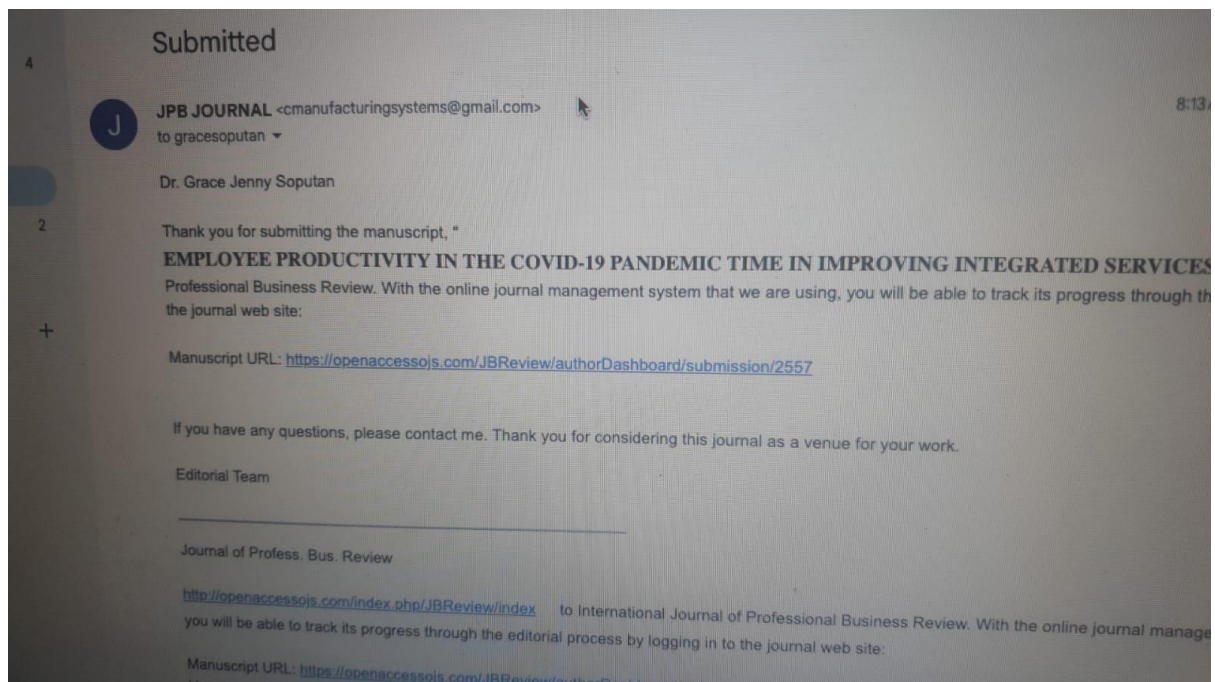 Submitted
4
JPB JOURNAL <cmanufacturingsystems@gmail.com>
8:13
to gracesoputan
J
Dr. Grace Jenny Soputan
2
Thank you for submitting the manuscript, "
EMPLOYEE PRODUCTIVITY IN THE COVID-19 PANDEMIC TIME IN IMPROVING INTEGRATED SERVICES
Professional Business Review. With the online journal management system that we are using, you will be able to track its progress through th
the journal web site:
+
Manuscript URL: https://openaccessojs.com/JBReview/authorDashboard/submission/2557
If you have any questions, please contact me. Thank you for considering this journal as a venue for your work.
Editorial Team
Journal of Profess. Bus. Review
http://openaccessojs.com/index.php/JBReview/index to International Journal of Professional Business Review. With the online journal manage
you will be able to track its progress through the editorial process by logging in to the journal web site:
Manuscript URL: https://openaccessojs.com/JBReview/